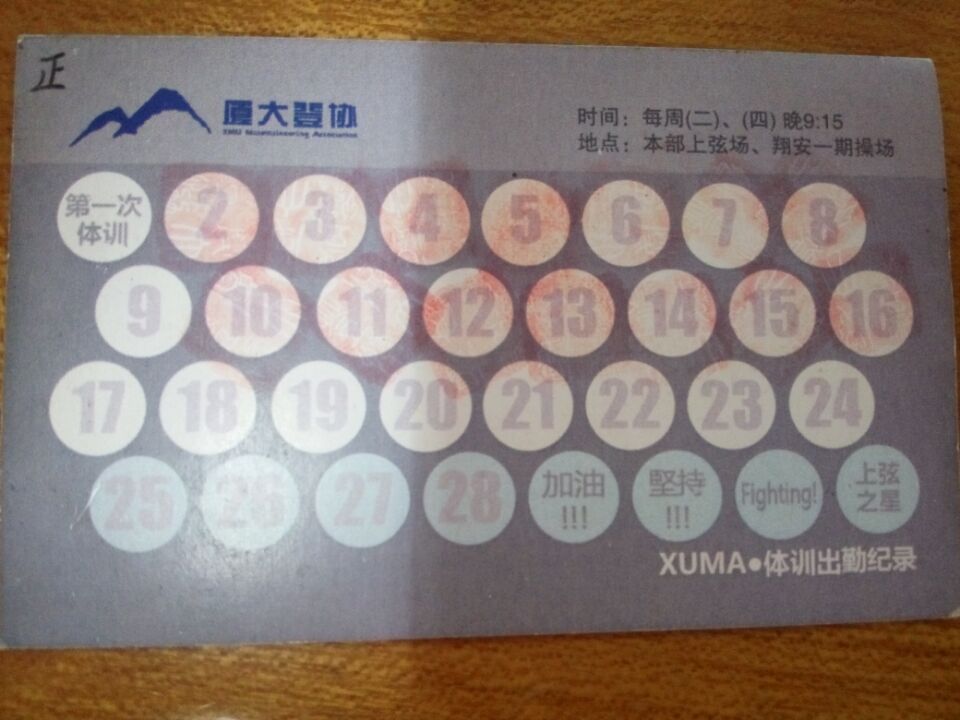 正
厦大登协
XMU Mountaineering Association
时间：每周(二)、(四) 晚9:15
地点：本部上弦场、翔安一期操场
第一次体训 2 3 4 5 6 7 8
9 10 11 12 13 14 15 16
17 18 19 20 21 22 23 24
25 26 27 28 加油!!! 堅持!!! Fighting! 上弦之星
XUMA•体训出勤纪录